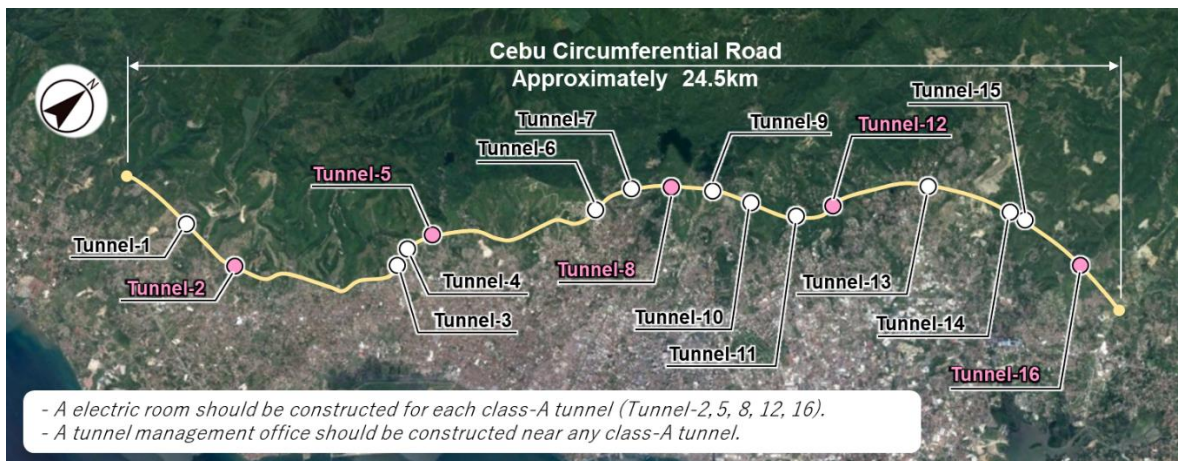 Cebu Circumferential Road
Approximately 24.5km
N
Tunnel-15
Tunnel-7
Tunnel-9
Tunnel-12
Tunnel-6
Tunnel-5
Tunnel-1
Tunnel-2
Tunnel-4
Tunnel-8
Tunnel-13
Tunnel-3
Tunnel-10
Tunnel-14
Tunnel-11
Tunnel-16
- A electric room should be constructed for each class-A tunnel (Tunnel-2, 5, 8, 12, 16).
- A tunnel management office should be constructed near any class-A tunnel.